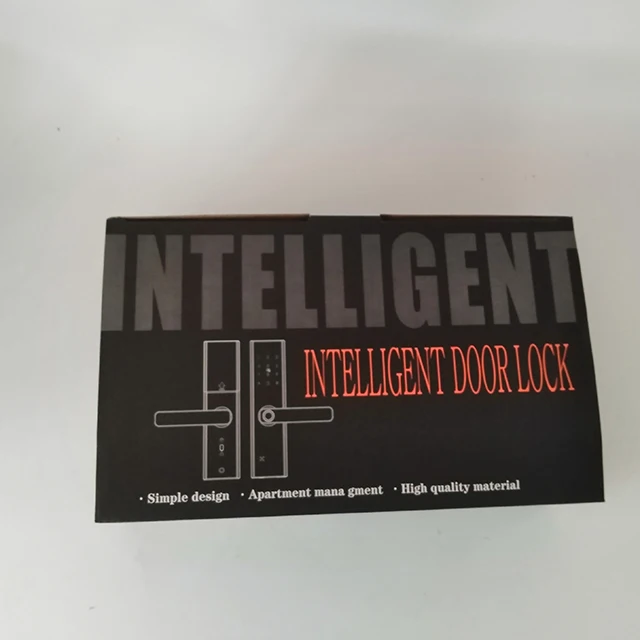 INTELLIGENT
INTELLIGENT DOOR LOCK
· Simple design · Apartment mana gment · High quality material